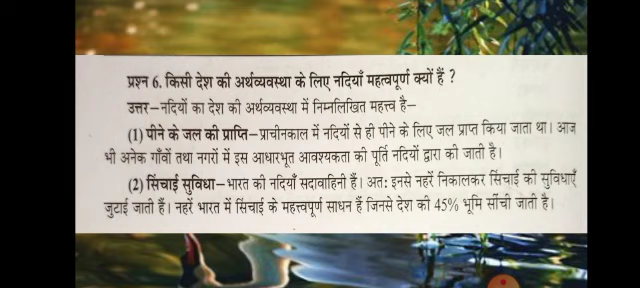 प्रश्न 6. किसी देश की अर्थव्यवस्था के लिए नदियाँ महत्वपूर्ण क्यों हैं ?
उत्तर–नदियों का देश की अर्थव्यवस्था में निम्नलिखित महत्त्व है–
(1) पीने के जल की प्राप्ति–प्राचीनकाल में नदियों से ही पीने के लिए जल प्राप्त किया जाता था। आज
भी अनेक गाँवों तथा नगरों में इस आधारभूत आवश्यकता की पूर्ति नदियों द्वारा की जाती है।
(2) सिंचाई सुविधा–भारत की नदियाँ सदावाहिनी हैं। अत: इनसे नहरें निकालकर सिंचाई की सुविधाएँ
जुटाई जाती हैं। नहरें भारत में सिंचाई के महत्त्वपूर्ण साधन हैं जिनसे देश की 45% भूमि सींची जाती है।